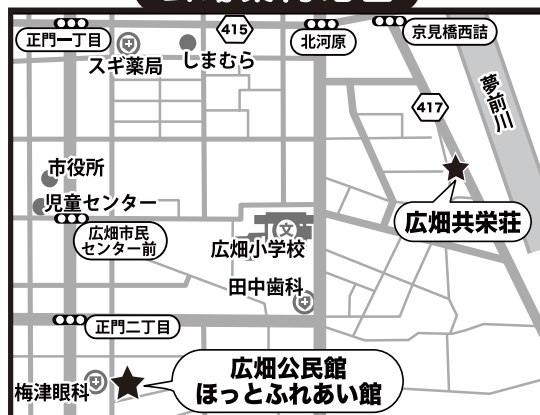 正門一丁目
415
北河原
京見橋西詰
スギ薬局
しまむら
夢前川
417
市役所
児童センター
広畑市民
センター前
文
広畑小学校
広畑共栄荘
田中歯科
正門二丁目
梅津眼科
広畑公民館
ほっとふれあい館